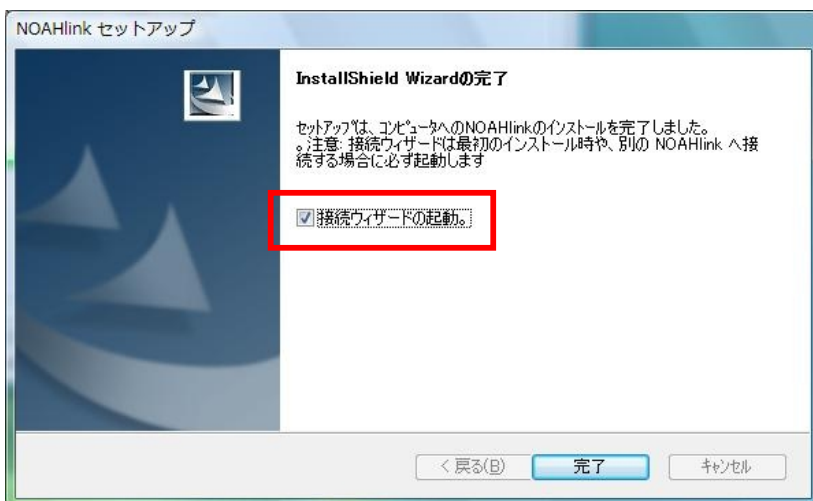 NOAHlink セットアップ
InstallShield Wizardの完了
セットアップは、コンピュータへのNOAHlinkのインストールを完了しました。
。注意: 接続ウィザードは最初のインストール時や、別の NOAHlink へ接
続する場合に必ず起動します
接続ウィザードの起動。
< 戻る(B)
完了
キャンセル